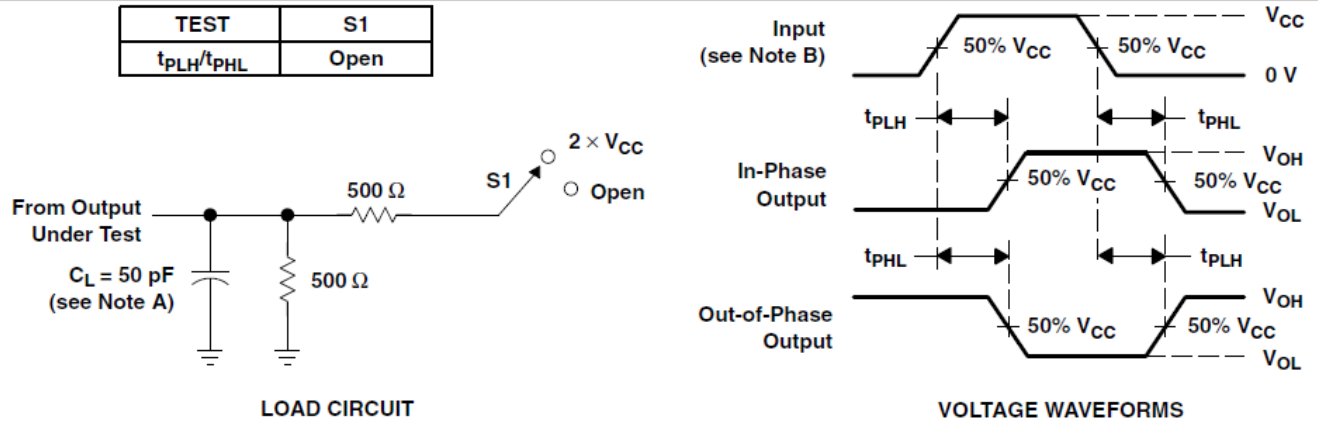 TEST S1
tPLH/tPHL Open
2 × VCC
S1
Open
500 Ω
From Output
Under Test
CL = 50 pF
(see Note A)
500 Ω
LOAD CIRCUIT
Input
(see Note B)
VCC
50% VCC
50% VCC
0 V
tPLH
tPHL
In-Phase
Output
VOH
50% VCC
50% VCC
VOL
tPHL
tPLH
Out-of-Phase
Output
VOH
50% VCC
50% VCC
VOL
VOLTAGE WAVEFORMS